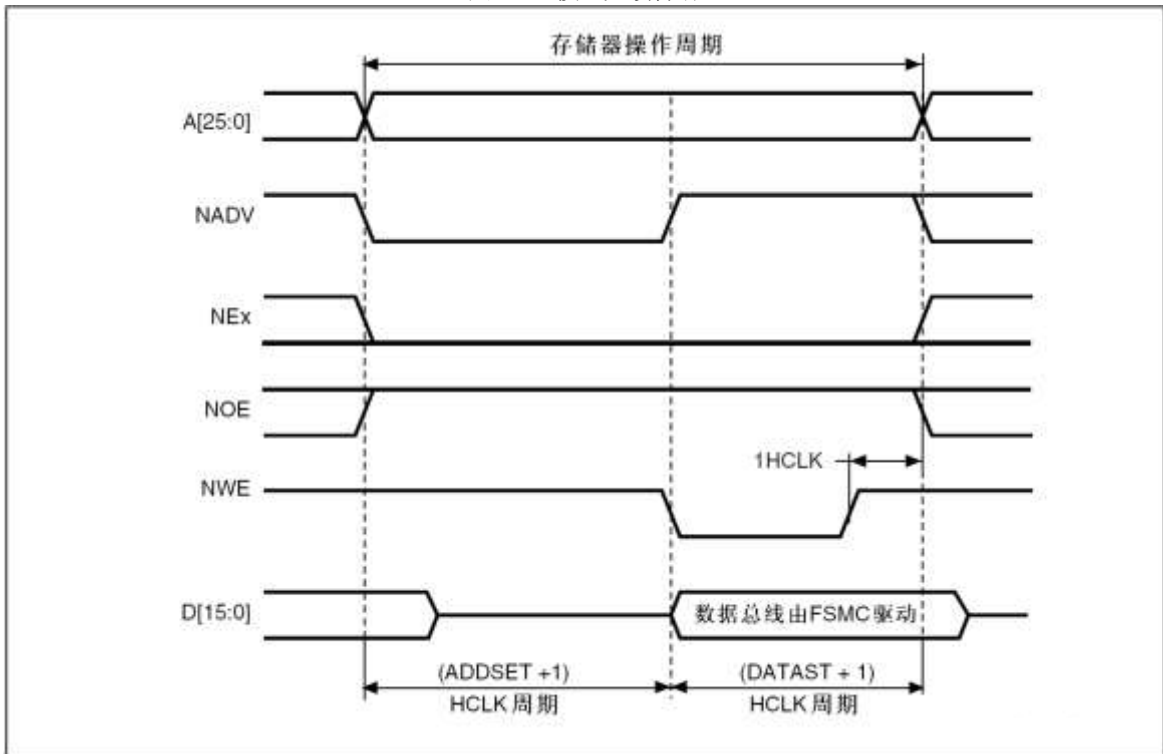 存储器操作周期
A[25:0]
NADV
NEx
NOE
1HCLK
NWE
D[15:0]
数据总线由FSMC驱动
(ADDSET +1)
HCLK 周期
(DATAST + 1)
HCLK 周期